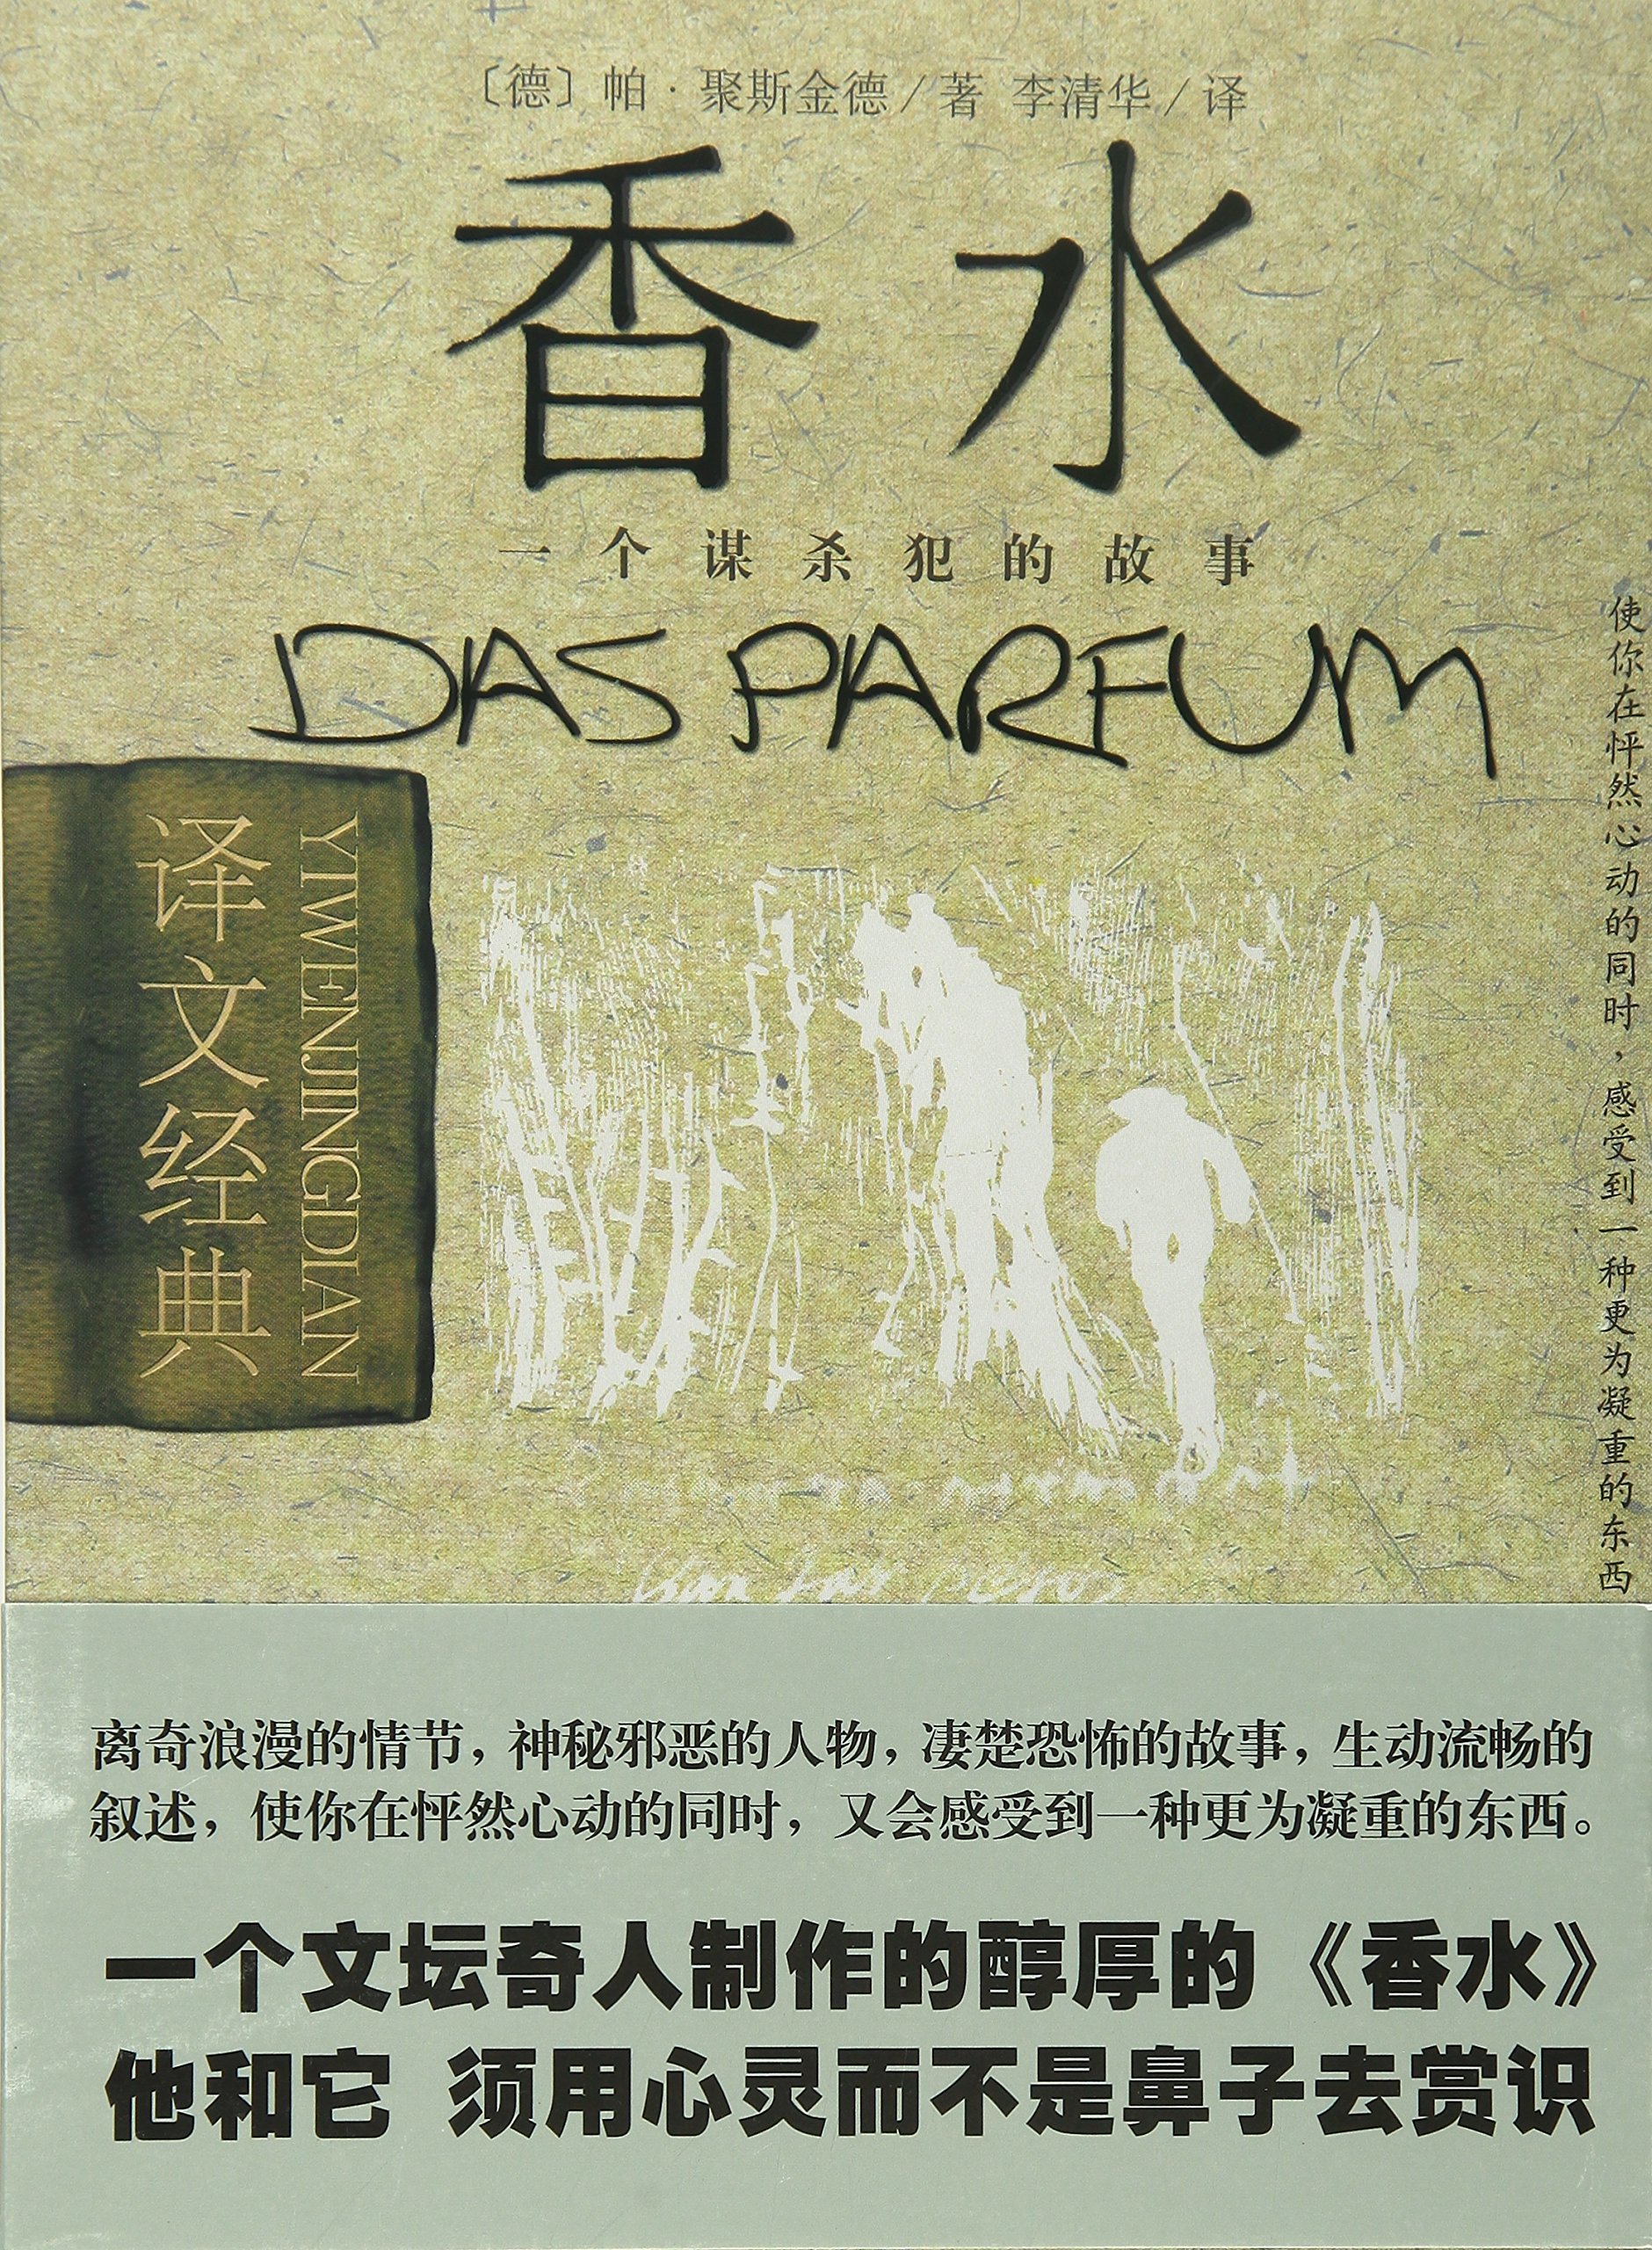 〔德〕帕·聚斯金德/著 李清华/译
香水
一个谋杀犯的故事
DAS PARFUM
使你在怦然心动的同时，感受到一种更为凝重的东西
译文经典
YIWENJINGDIAN
离奇浪漫的情节，神秘邪恶的人物，凄楚恐怖的故事，生动流畅的
叙述，使你在怦然心动的同时，又会感受到一种更为凝重的东西。
一个文坛奇人制作的醇厚的《香水》
他和它 须用心灵而不是鼻子去赏识